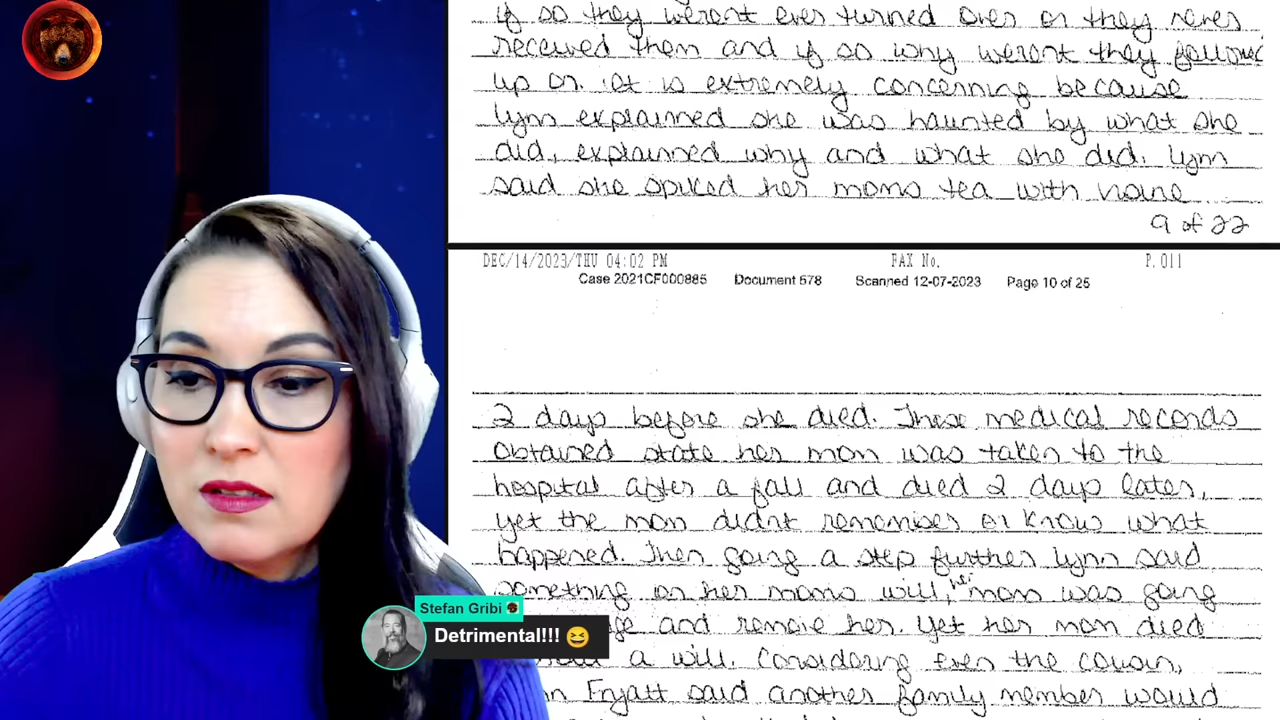 if so they werent ever turned over or they never
received them and if so why werent they
up on. it is extremely concerning because
Lynn explained she was haunted by what she
did, explained why and what she did. Lynn
said she spiked her moms tea with
9 of 22
DEC/14/2023/THU 04:02 PM FAX No. P. 011
Case 2021CF000885 Document 578 Scanned 12-07-2023 Page 10 of 25
2 days before she died. These medical records
obtained state her mom was taken to the
hospital after a fall and died 2 days later,
yet the mom didnt remember or know what
happened. Then going a step further Lynn said
something on her moms will, her mom was going
and remove her. Yet her mom died
a will. Considering even the cousin,
Fryatt said another family member would
Stefan Gribi
Detrimental!!! 😆